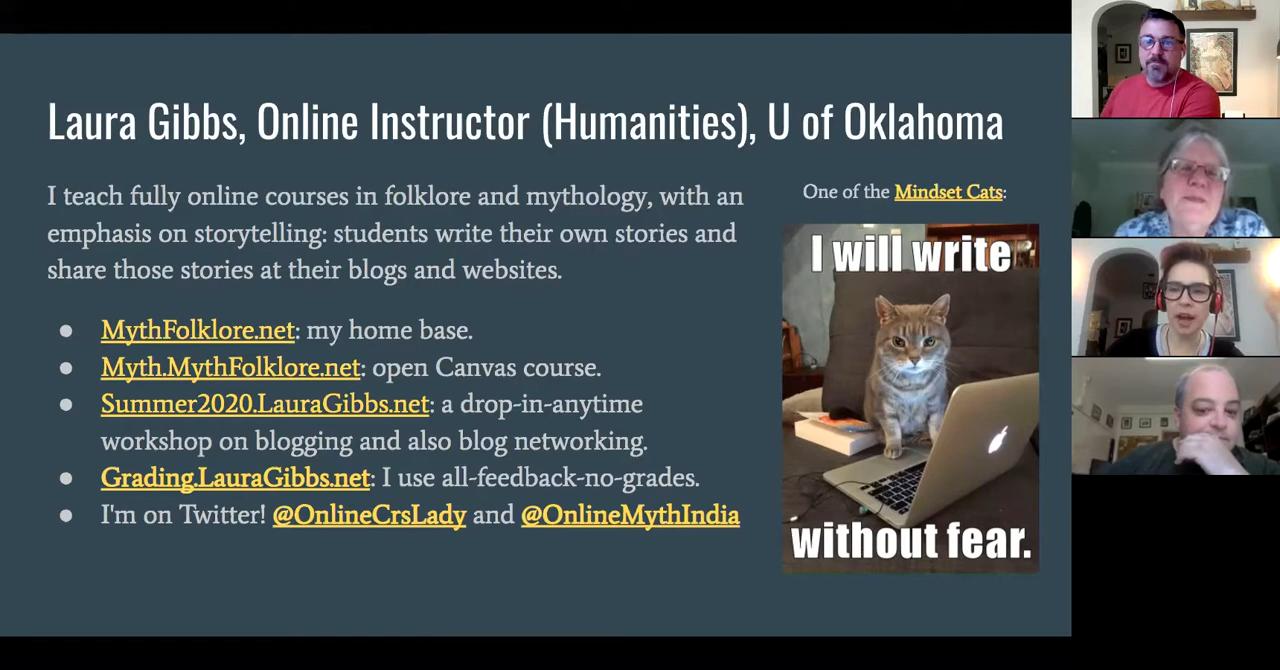 Laura Gibbs, Online Instructor (Humanities), U of Oklahoma
I teach fully online courses in folklore and mythology, with an
emphasis on storytelling: students write their own stories and
share those stories at their blogs and websites.
● MythFolklore.net: my home base.
● Myth.MythFolklore.net: open Canvas course.
● Summer2020.LauraGibbs.net: a drop-in-anytime
workshop on blogging and also blog networking.
● Grading.LauraGibbs.net: I use all-feedback-no-grades.
● I'm on Twitter! @OnlineCrsLady and @OnlineMythIndia
One of the Mindset Cats:
I will write
without fear.